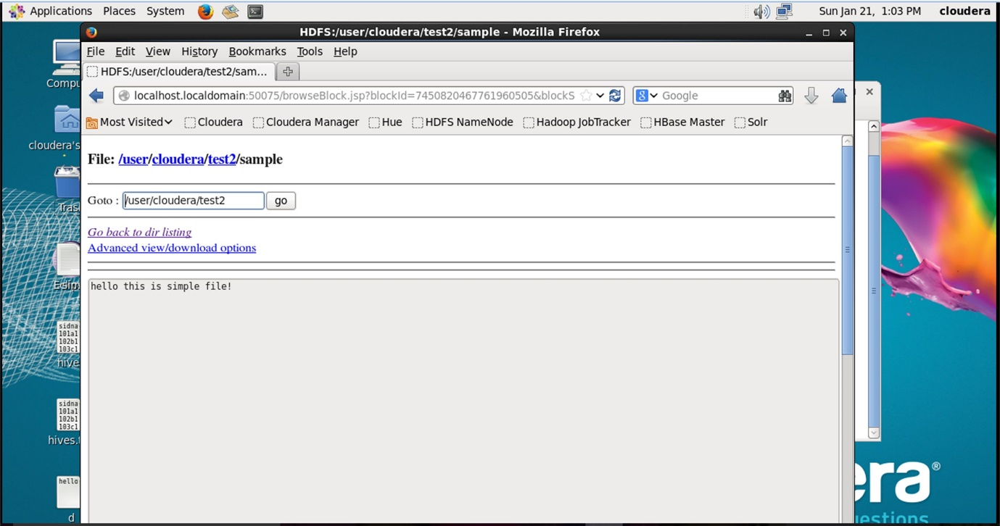 Applications Places System Sun Jan 21, 1:03 PM cloudera
HDFS:/user/cloudera/test2/sample - Mozilla Firefox
File Edit View History Bookmarks Tools Help
HDFS:/user/cloudera/test2/sam...
localhost.localdomain:50075/browseBlock.jsp?blockId=7450820467761960505&blockS Google
Most Visited Cloudera Cloudera Manager Hue HDFS NameNode Hadoop JobTracker HBase Master Solr
File: /user/cloudera/test2/sample
Goto : /user/cloudera/test2 go
Go back to dir listing
Advanced view/download options
hello this is simple file!
Compu
cloudera's
Tras
sidna
101a1
102b1
103c1
hive
sidna
101a1
102b1
103c1
hives.t
hello
d
era®
uestions